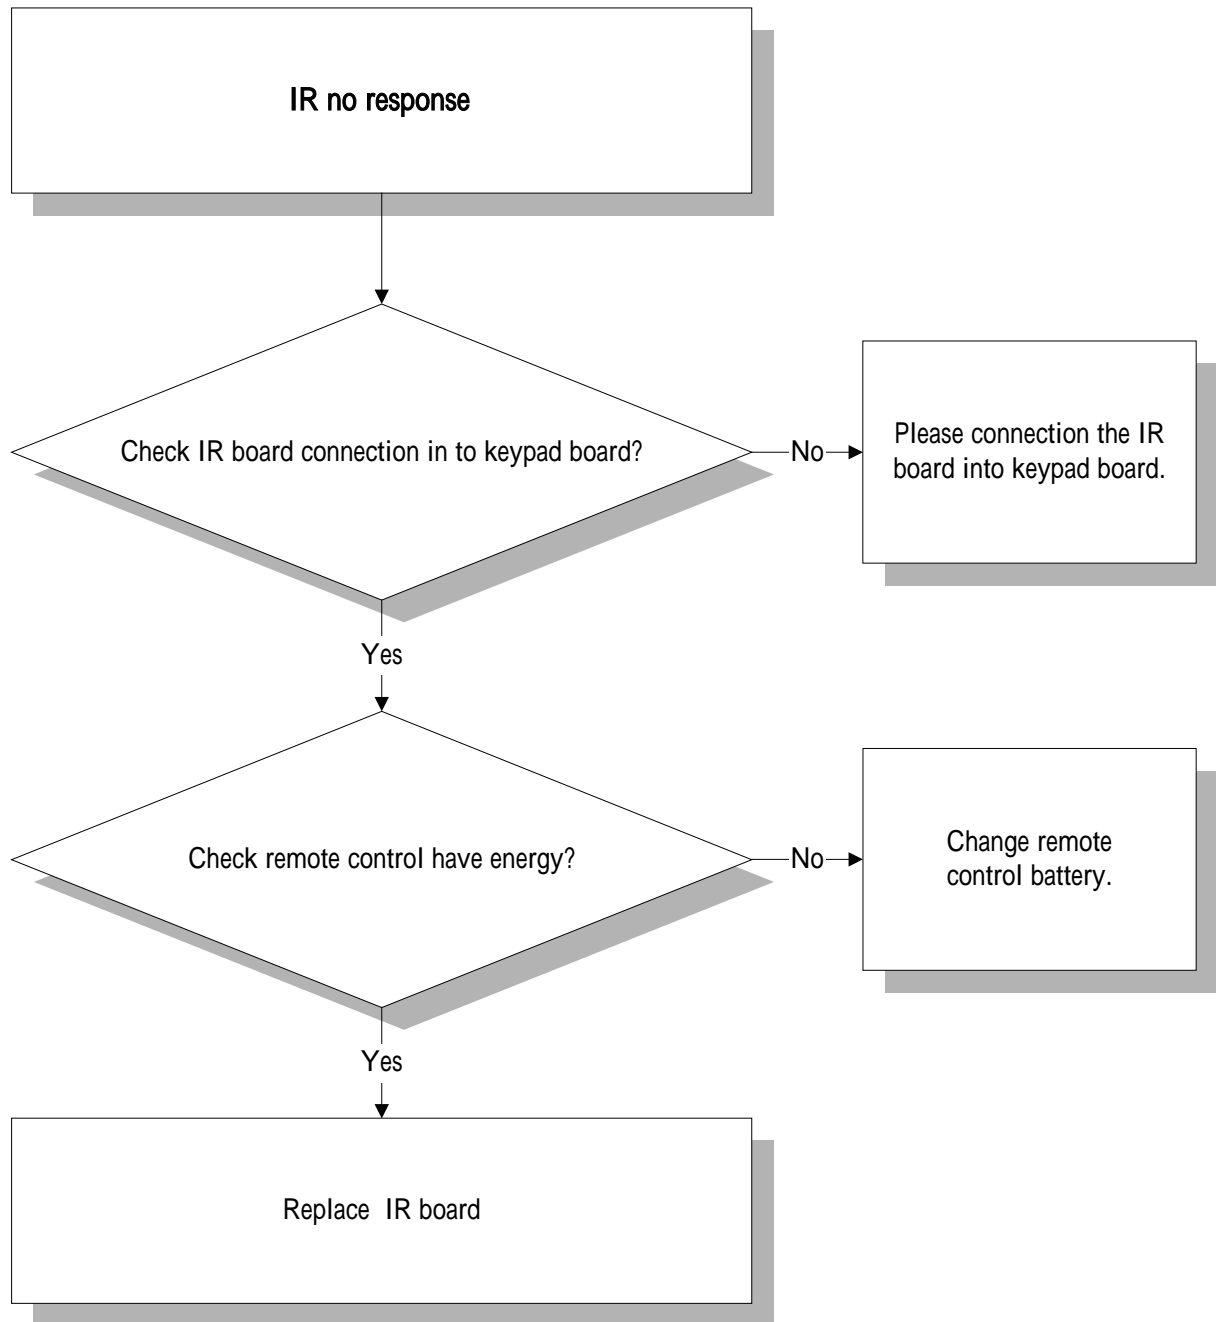 IR no response
Check IR board connection in to keypad board?
No
Please connection the IR
board into keypad board.
Yes
Check remote control have energy?
No
Change remote
control battery.
Yes
Replace IR board